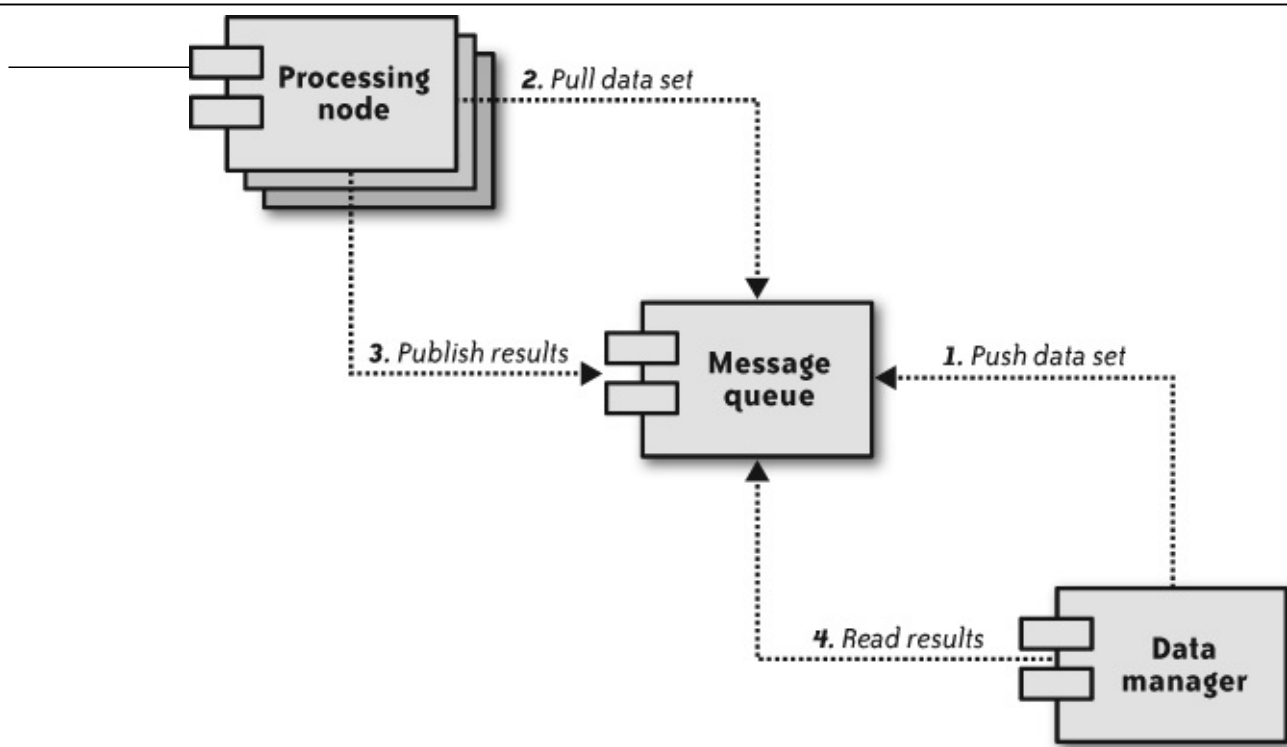 Processing
node
2. Pull data set
3. Publish results
Message
queue
1. Push data set
4. Read results
Data
manager